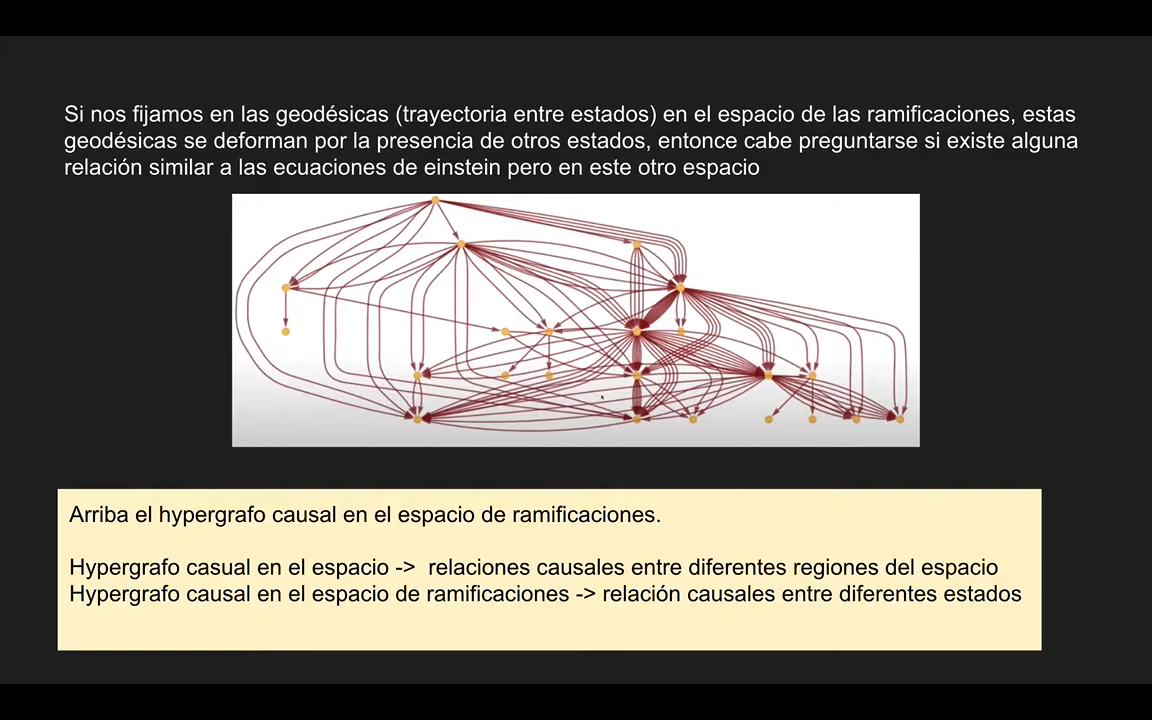 Si nos fijamos en las geodésicas (trayectoria entre estados) en el espacio de las ramificaciones, estas
geodésicas se deforman por la presencia de otros estados, entonce cabe preguntarse si existe alguna
relación similar a las ecuaciones de einstein pero en este otro espacio
Arriba el hypergrafo causal en el espacio de ramificaciones.
Hypergrafo casual en el espacio -> relaciones causales entre diferentes regiones del espacio
Hypergrafo causal en el espacio de ramificaciones -> relación causales entre diferentes estados